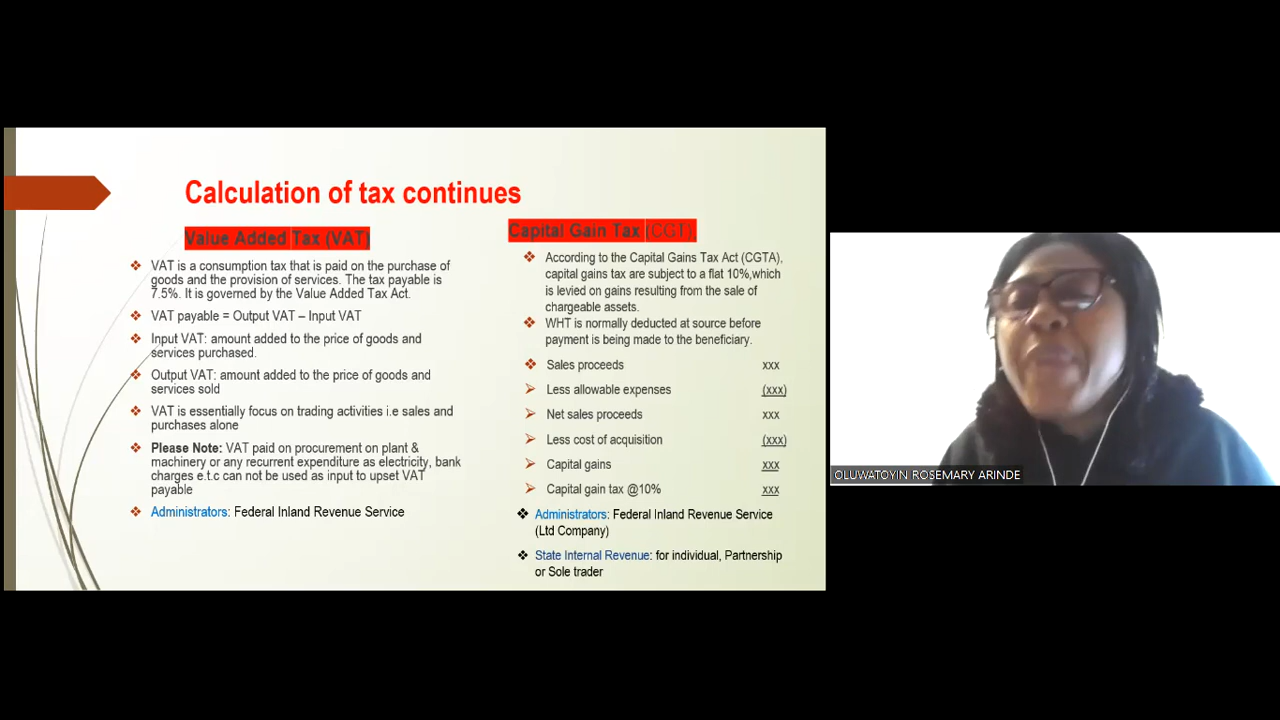 Calculation of tax continues
Value Added Tax (VAT)
VAT is a consumption tax that is paid on the purchase of
goods and the provision of services. The tax payable is
7.5%. It is governed by the Value Added Tax Act.
VAT payable = Output VAT – Input VAT
Input VAT: amount added to the price of goods and
services purchased.
Output VAT: amount added to the price of goods and
services sold
VAT is essentially focus on trading activities i.e sales and
purchases alone
Please Note: VAT paid on procurement on plant &
machinery or any recurrent expenditure as electricity, bank
charges e.t.c can not be used as input to upset VAT
payable
Administrators: Federal Inland Revenue Service
Capital Gain Tax (CGT).
According to the Capital Gains Tax Act (CGTA),
capital gains tax are subject to a flat 10%,which
is levied on gains resulting from the sale of
chargeable assets.
WHT is normally deducted at source before
payment is being made to the beneficiary.
Sales proceeds xxx
Less allowable expenses (xxx)
Net sales proceeds xxx
Less cost of acquisition (xxx)
Capital gains xxx
Capital gain tax @10% xxx
Administrators: Federal Inland Revenue Service
(Ltd Company)
State Internal Revenue: for individual, Partnership
or Sole trader
OLUWATOYIN ROSEMARY ARINDE